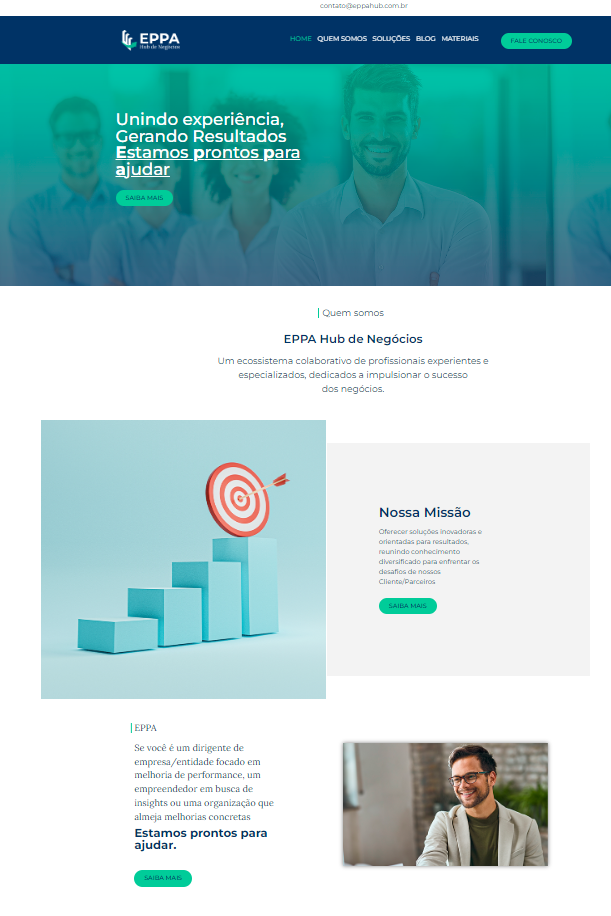 contato@eppahub.com.br
EPPA
Hub de Negócios
HOME QUEM SOMOS SOLUÇÕES BLOG MATERIAIS
FALE CONOSCO
Unindo experiência,
Gerando Resultados
Estamos prontos para
ajudar
SAIBA MAIS
Quem somos
EPPA Hub de Negócios
Um ecossistema colaborativo de profissionais experientes e
especializados, dedicados a impulsionar o sucesso
dos negócios.
Nossa Missão
Oferecer soluções inovadoras e
orientadas para resultados,
reunindo conhecimento
diversificado para enfrentar os
desafios de nossos
Cliente/Parceiros
SAIBA MAIS
EPPA
Se você é um dirigente de
empresa/entidade focado em
melhoria de performance, um
empreendedor em busca de
insights ou uma organização que
almeja melhorias concretas
Estamos prontos para
ajudar.
SAIBA MAIS